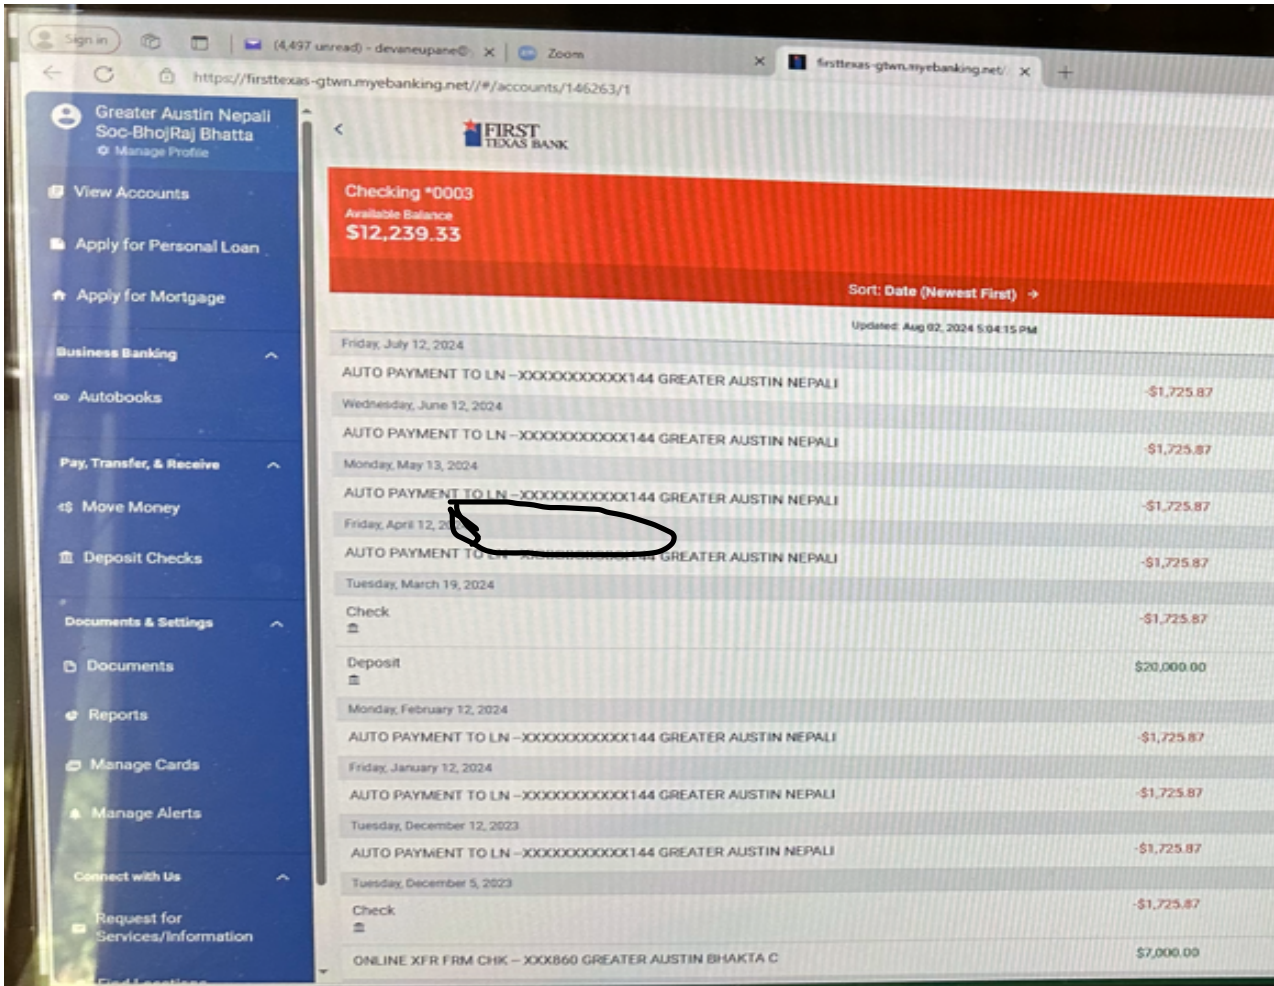 Sign in
(4,497 unread) - devaneupane@
Zoom
firsttexas-gtwn.myebanking.net/
https://firsttexas-gtwn.myebanking.net//#/accounts/146263/1
Greater Austin Nepali
Soc-BhojRaj Bhatta
Manage Profile
View Accounts
Apply for Personal Loan
Apply for Mortgage
Business Banking
Autobooks
Pay, Transfer, & Receive
Move Money
Deposit Checks
Documents & Settings
Documents
Reports
Manage Cards
Manage Alerts
Connect with Us
Request for
Services/Information
Find Locations
FIRST
TEXAS BANK
Checking *0003
Available Balance
$12,239.33
Sort: Date (Newest First)
Updated: Aug 02, 2024 5:04:15 PM
Friday, July 12, 2024
AUTO PAYMENT TO LN –XXXXXXXXXXXX144 GREATER AUSTIN NEPALI -$1,725.87
Wednesday, June 12, 2024
AUTO PAYMENT TO LN –XXXXXXXXXXXX144 GREATER AUSTIN NEPALI -$1,725.87
Monday, May 13, 2024
AUTO PAYMENT TO LN –XXXXXXXXXXXX144 GREATER AUSTIN NEPALI -$1,725.87
Friday, April 12,
AUTO PAYMENT TO LN –XXXXXXXXXXXX144 GREATER AUSTIN NEPALI -$1,725.87
Tuesday, March 19, 2024
Check -$1,725.87
Deposit $20,000.00
Monday, February 12, 2024
AUTO PAYMENT TO LN –XXXXXXXXXXXX144 GREATER AUSTIN NEPALI -$1,725.87
Friday, January 12, 2024
AUTO PAYMENT TO LN –XXXXXXXXXXXX144 GREATER AUSTIN NEPALI -$1,725.87
Tuesday, December 12, 2023
AUTO PAYMENT TO LN –XXXXXXXXXXXX144 GREATER AUSTIN NEPALI -$1,725.87
Tuesday, December 5, 2023
Check -$1,725.87
ONLINE XFR FRM CHK – XXX860 GREATER AUSTIN BHAKTA C $7,000.00